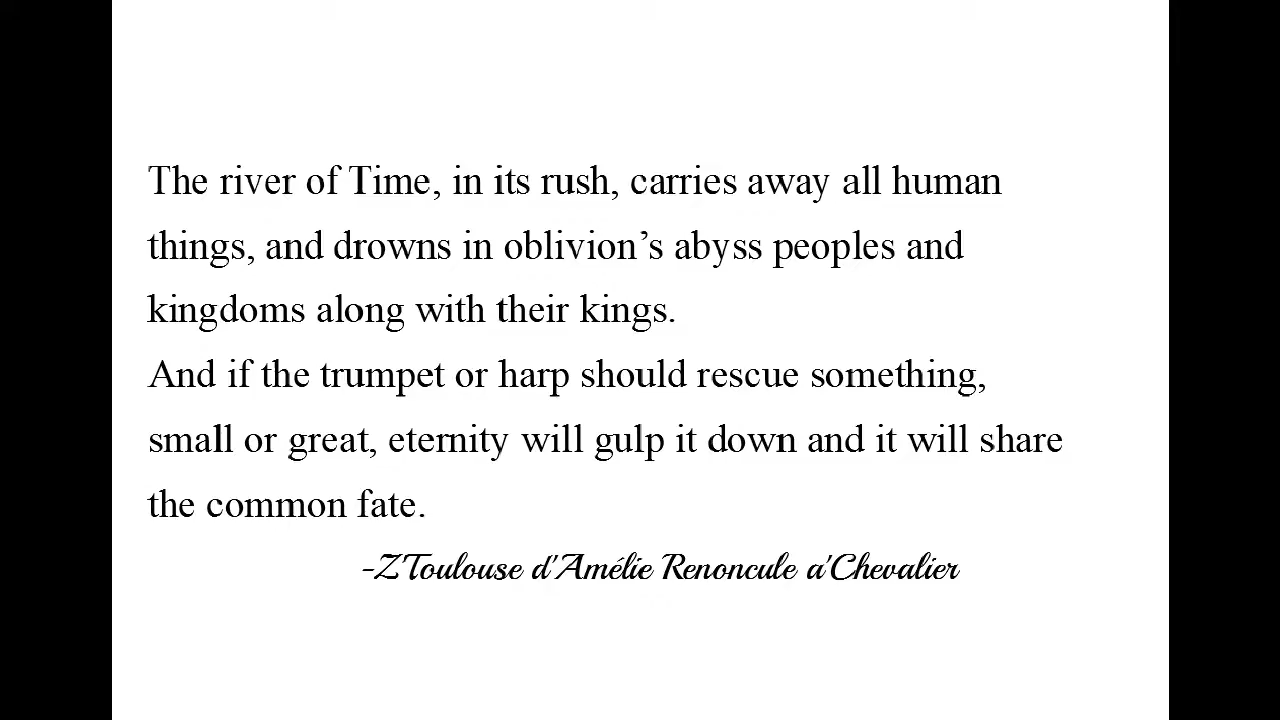 The river of Time, in its rush, carries away all human
things, and drowns in oblivion’s abyss peoples and
kingdoms along with their kings.
And if the trumpet or harp should rescue something,
small or great, eternity will gulp it down and it will share
the common fate.
-Z'Toulouse d'Amélie Renoncule a'Chevalier